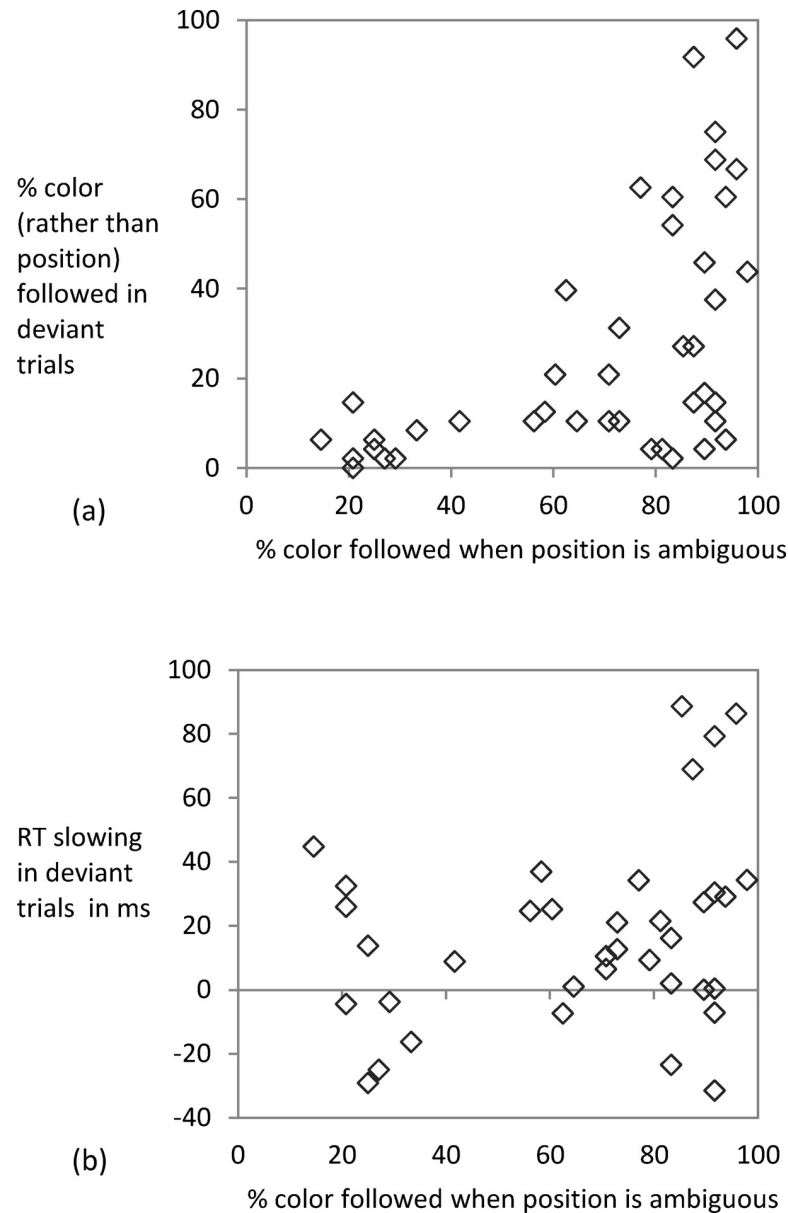 100
80
60
40
20
0
% color
(rather than
position)
followed in
deviant
trials
0 20 40 60 80 100
(a)
% color followed when position is ambiguous
100
80
60
40
20
0
-20
-40
RT slowing
in deviant
trials in ms
0 20 40 60 80 100
(b)
% color followed when position is ambiguous